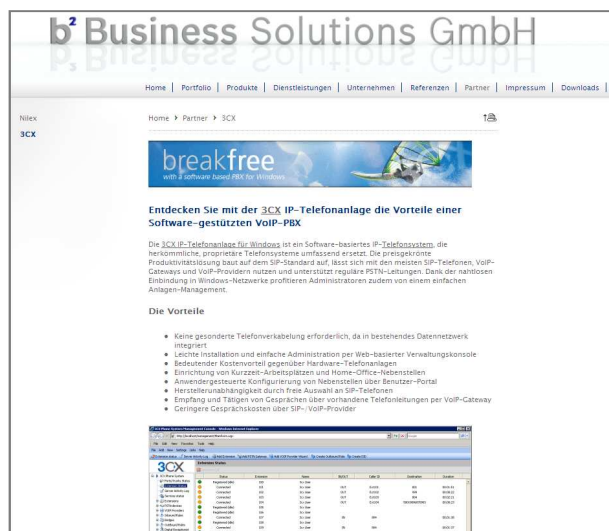 b² Business Solutions GmbH
Home | Portfolio | Produkte | Dienstleistungen | Unternehmen | Referenzen | Partner | Impressum | Downloads |
Nilex
3CX
Home Partner 3CX
breakfree
with a software based PBX for Windows
Entdecken Sie mit der 3CX IP-Telefonanlage die Vorteile einer
Software-gestützten VoIP-PBX
Die 3CX IP-Telefonanlage für Windows ist ein Software-basiertes IP-Telefonsystem, die
herkömmliche, proprietäre Telefonsysteme umfassend ersetzt. Die preisgekrönte
Produktivitätslösung baut auf dem SIP-Standard auf, lässt sich mit den meisten SIP-Telefonen, VoIP-
Gateways und VoIP-Providern nutzen und unterstützt reguläre PSTN-Leitungen. Dank der nahtlosen
Einbindung in Windows-Netzwerke profitieren Administratoren zudem von einem einfachen
Anlagen-Management.
Die Vorteile
Keine gesonderte Telefonverkabelung erforderlich, da in bestehendes Datennetzwerk
integriert
Leichte Installation und einfache Administration per Web-basierter Verwaltungskonsole
Bedeutender Kostenvorteil gegenüber Hardware-Telefonanlagen
Einrichtung von Kurzzeit-Arbeitsplätzen und Home-Office-Nebenstellen
Anwendergesteuerte Konfigurierung von Nebenstellen über Benutzer-Portal
Herstellerunabhängigkeit durch freie Auswahl an SIP-Telefonen
Empfang und Tätigen von Gesprächen über vorhandene Telefonleitungen per VoIP-Gateway
Geringere Gesprächskosten über SIP-/VoIP-Provider
3CX
Extension Status